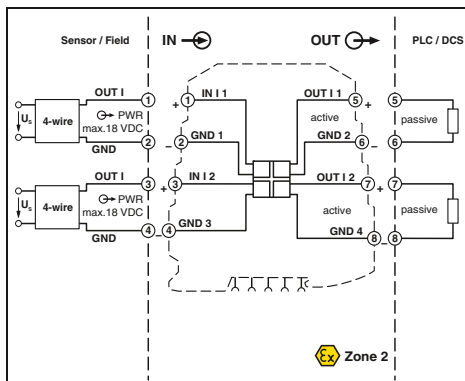 Sensor / Field
IN
OUT
PLC / DCS
OUT I
1
1
IN I 1
OUT I 1
5
5
+
+
Us
4-wire
PWR
max.18 VDC
active
passive
GND
2
–
2
GND 1
GND 2
6
–
6
OUT I
3
+
3
IN I 2
OUT I 2
7
+
7
Us
4-wire
PWR
max.18 VDC
active
passive
GND
4
–
4
GND 3
GND 4
8
–
8
Ex
Zone 2